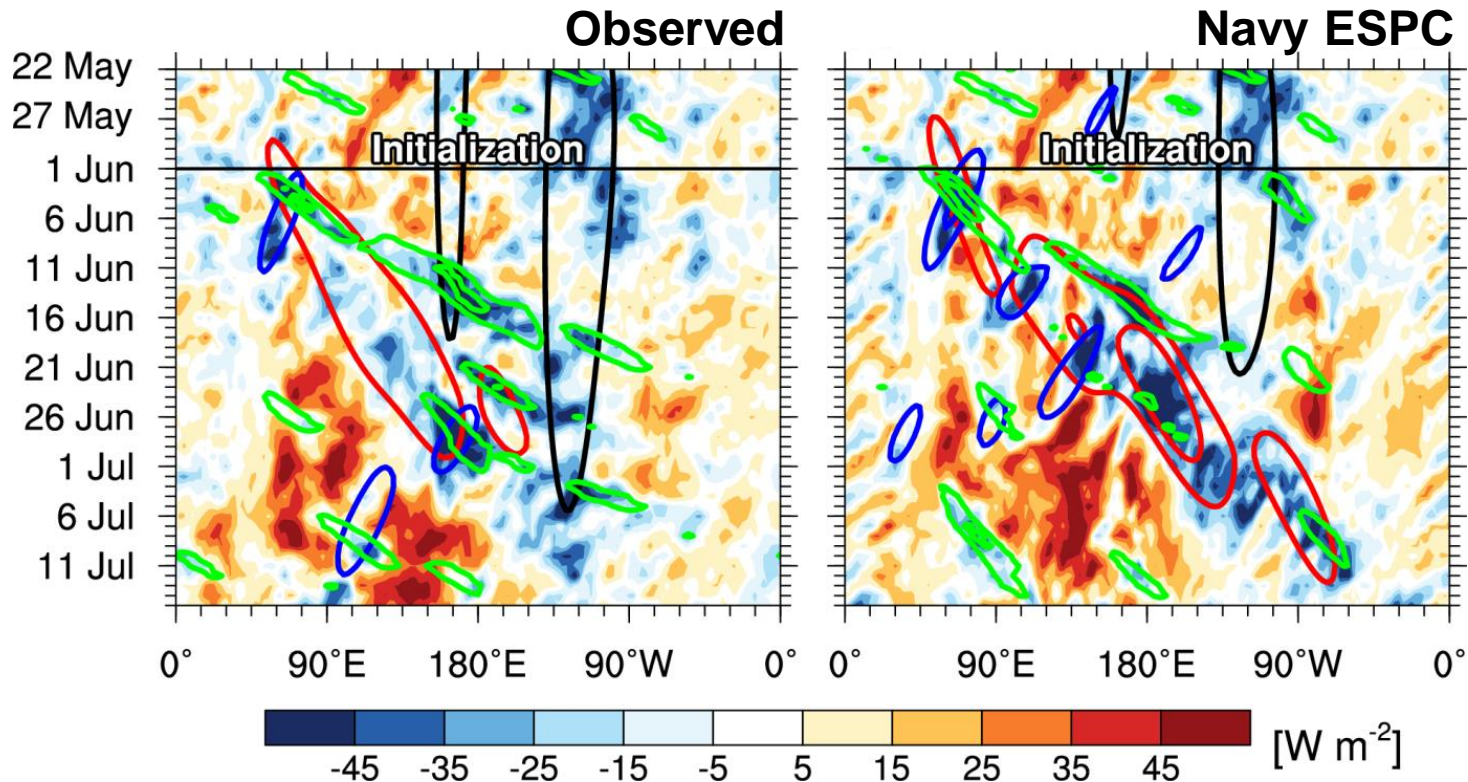 Observed
Navy ESPC
22 May
27 May
1 Jun
6 Jun
11 Jun
16 Jun
21 Jun
26 Jun
1 Jul
6 Jul
11 Jul
Initialization
Initialization
0° 90°E 180°E 90°W 0°
0° 90°E 180°E 90°W 0°
-45 -35 -25 -15 -5 5 15 25 35 45
[W m⁻²]